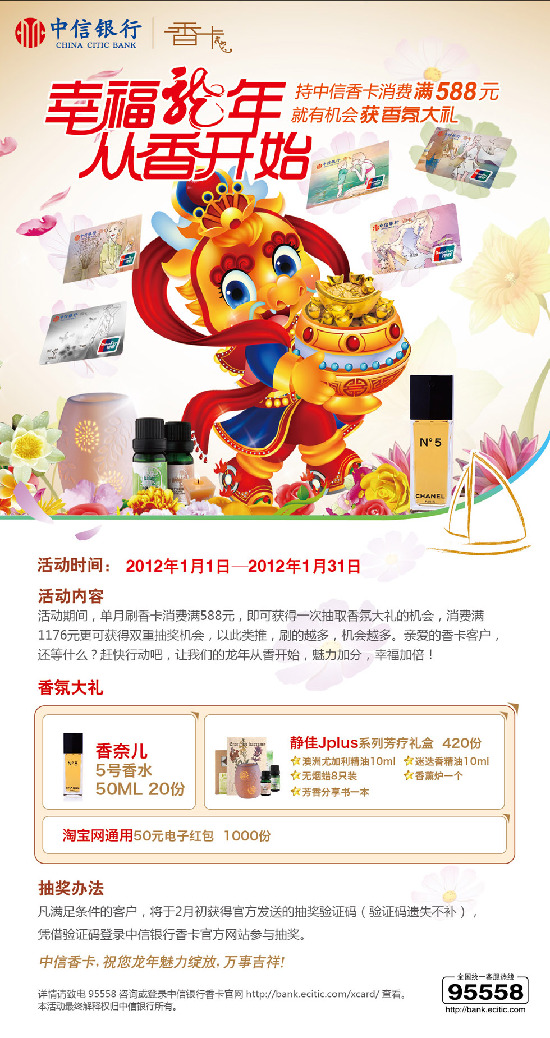 中信银行
CHINA CITIC BANK
香卡
幸福龙年
从香开始
持中信香卡消费满588元
就有机会获香氛大礼
N°5
CHANEL
活动时间：2012年1月1日—2012年1月31日
活动内容
活动期间，单月刷香卡消费满588元，即可获得一次抽取香氛大礼的机会，消费满
1176元更可获得双重抽奖机会，以此类推，刷的越多，机会越多。亲爱的香卡客户，
还等什么？赶快行动吧，让我们的龙年从香开始，魅力加分，幸福加倍！
香氛大礼
香奈儿
5号香水
50ML 20份
静佳Jplus系列芳疗礼盒 420份
澳洲尤加利精油10ml
迷迭香精油10ml
无烟蜡8只装
香薰炉一个
芳香分享书一本
淘宝网通用50元电子红包 1000份
抽奖办法
凡满足条件的客户，将于2月初获得官方发送的抽奖验证码（验证码遗失不补），
凭借验证码登录中信银行香卡官方网站参与抽奖。
中信香卡，祝您龙年魅力绽放，万事吉祥！
详情请致电 95558 咨询或登录中信银行香卡官网 http://bank.ecitic.com/xcard/ 查看。
本活动最终解释权归中信银行所有。
全国统一客服热线
95558
http://bank.ecitic.com